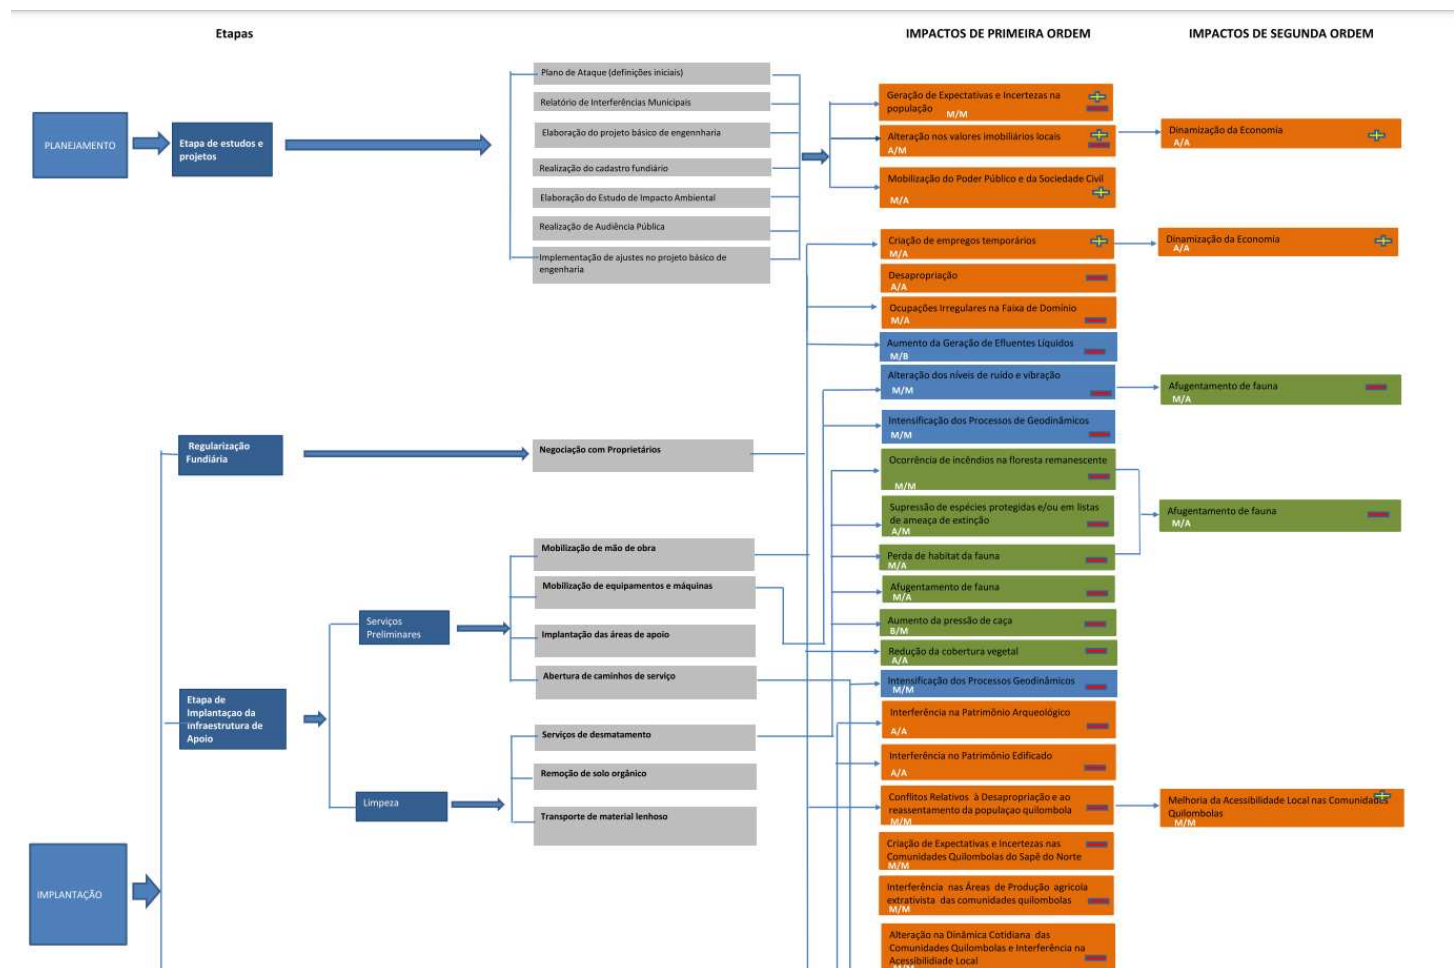 Etapas
IMPACTOS DE PRIMEIRA ORDEM
IMPACTOS DE SEGUNDA ORDEM
PLANEJAMENTO
Etapa de estudos e
projetos
Plano de Ataque (definições iniciais)
Relatório de Interferências Municipais
Elaboração do projeto básico de engennharia
Realização do cadastro fundiário
Elaboração do Estudo de Impacto Ambiental
Realização de Audiência Pública
Implementação de ajustes no projeto básico de
engenharia
Geração de Expectativas e Incertezas na
população
M/M
Alteração nos valores imobiliários locais
A/M
Dinamização da Economia
A/A
Mobilização do Poder Público e da Sociedade Civil
M/A
Criação de empregos temporários
M/A
Dinamização da Economia
A/A
Desapropriação
A/A
Ocupações Irregulares na Faixa de Domínio
M/A
Aumento da Geração de Efluentes Líquidos
M/B
Alteração dos níveis de ruído e vibração
M/M
Afugentamento de fauna
M/A
Intensificação dos Processos de Geodinâmicos
M/M
Regularização
Fundiária
Negociação com Proprietários
Ocorrência de incêndios na floresta remanescente
M/M
Supressão de espécies protegidas e/ou em listas
de ameaça de extinção
A/M
Afugentamento de fauna
M/A
Perda de habitat da fauna
M/A
Afugentamento de fauna
M/A
Aumento da pressão de caça
B/M
Redução da cobertura vegetal
A/A
Intensificação dos Processos Geodinâmicos
M/M
Serviços
Preliminares
Mobilização de mão de obra
Mobilização de equipamentos e máquinas
Implantação das áreas de apoio
Abertura de caminhos de serviço
Etapa de
Implantaçao da
infraestrutura de
Apoio
Limpeza
Serviços de desmatamento
Remoção de solo orgânico
Transporte de material lenhoso
Interferência na Patrimônio Arqueológico
A/A
Interferência no Patrimônio Edificado
A/A
Conflitos Relativos à Desapropriação e ao
reassentamento da populaçao quilombola
M/M
Melhoria da Acessibilidade Local nas Comunidades
Quilombolas
M/M
Criação de Expectativas e Incertezas nas
Comunidades Quilombolas do Sapê do Norte
M/M
Interferência nas Áreas de Produção agricola
extrativista das comunidades quilombolas
M/M
Alteração na Dinâmica Cotidiana das
Comunidades Quilombolas e Interferência na
Acessibilidiade Local
M/M
IMPLANTAÇÃO